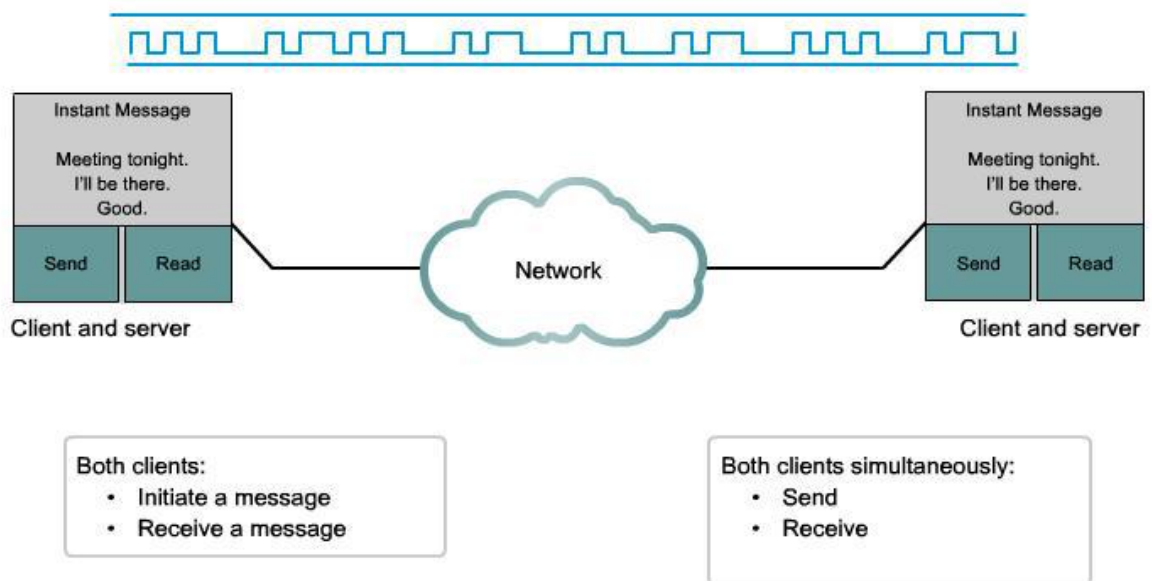 Instant Message
Meeting tonight.
I'll be there.
Good.
Send
Read
Client and server
Network
Instant Message
Meeting tonight.
I'll be there.
Good.
Send
Read
Client and server
Both clients:
• Initiate a message
• Receive a message
Both clients simultaneously:
• Send
• Receive